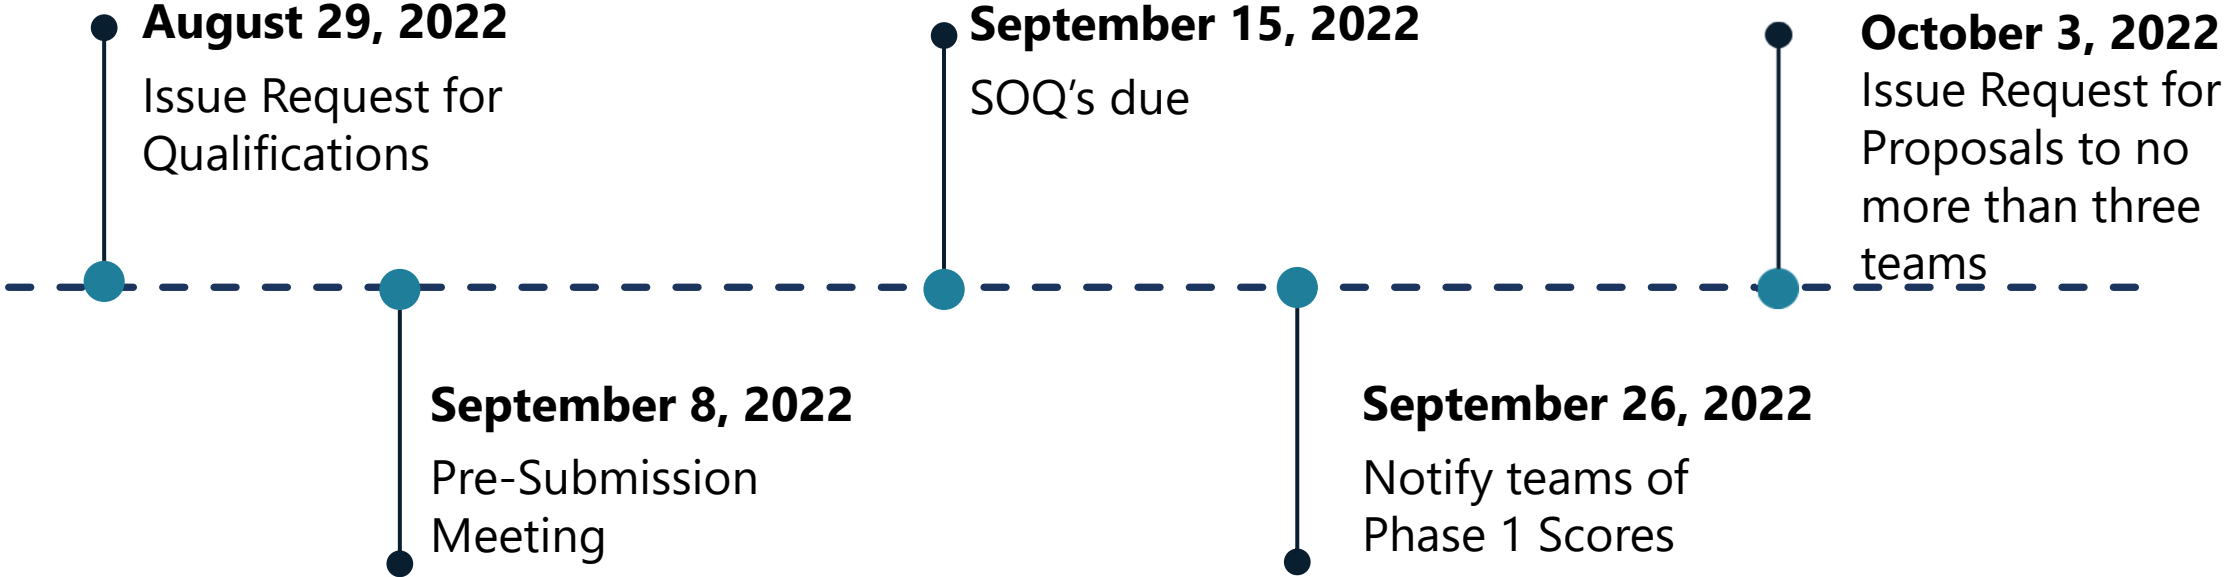 August 29, 2022
Issue Request for
Qualifications
September 8, 2022
Pre-Submission
Meeting
September 15, 2022
SOQ’s due
September 26, 2022
Notify teams of
Phase 1 Scores
October 3, 2022
Issue Request for
Proposals to no
more than three
teams